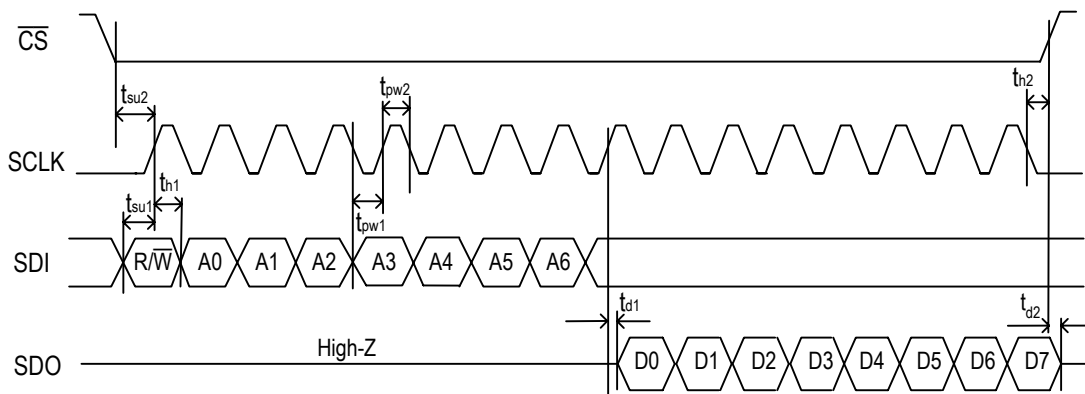 C̅S̅
tsu2
tpw2
th2
SCLK
tsu1
th1
tpw1
SDI
R/W̅ A0 A1 A2 A3 A4 A5 A6
td1
td2
SDO
High-Z
D0 D1 D2 D3 D4 D5 D6 D7